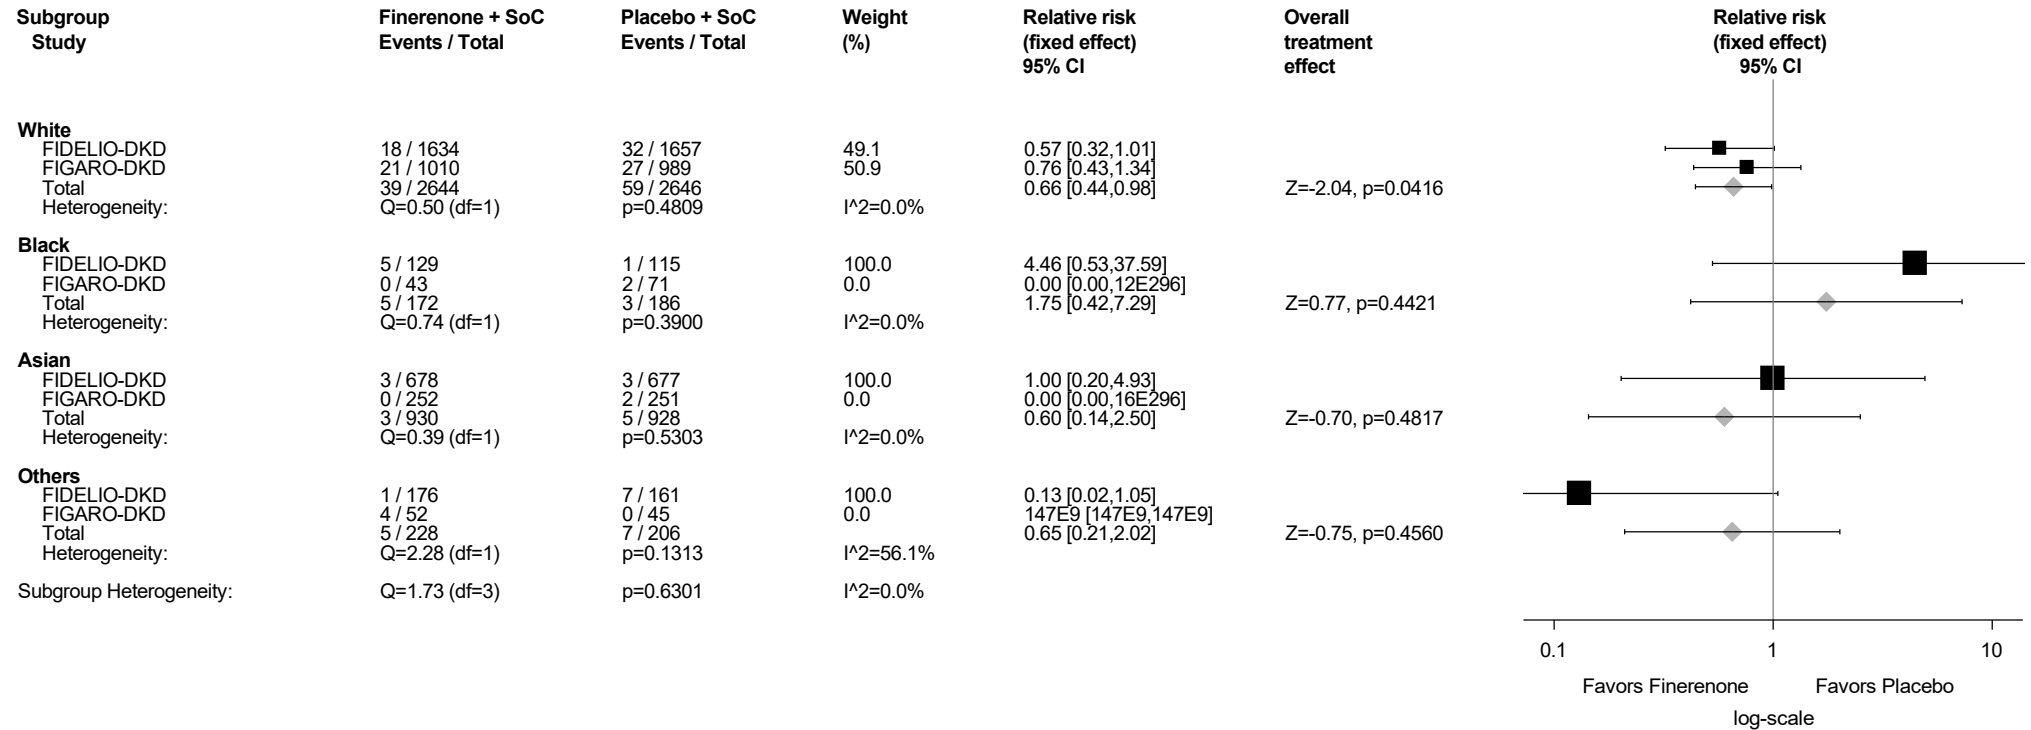 Subgroup Finerenone + SoC Placebo + SoC Weight Relative risk Overall Relative risk
Study Events / Total Events / Total (%) (fixed effect) treatment (fixed effect)
95% CI effect 95% CI
White
FIDELIO-DKD 18 / 1634 32 / 1657 49.1 0.57 [0.32,1.01]
FIGARO-DKD 21 / 1010 27 / 989 50.9 0.76 [0.43,1.34]
Total 39 / 2644 59 / 2646 0.66 [0.44,0.98] Z=-2.04, p=0.0416
Heterogeneity: Q=0.50 (df=1) p=0.4809 I^2=0.0%
Black
FIDELIO-DKD 5 / 129 1 / 115 100.0 4.46 [0.53,37.59]
FIGARO-DKD 0 / 43 2 / 71 0.0 0.00 [0.00,12E296]
Total 5 / 172 3 / 186 1.75 [0.42,7.29] Z=0.77, p=0.4421
Heterogeneity: Q=0.74 (df=1) p=0.3900 I^2=0.0%
Asian
FIDELIO-DKD 3 / 678 3 / 677 100.0 1.00 [0.20,4.93]
FIGARO-DKD 0 / 252 2 / 251 0.0 0.00 [0.00,16E296]
Total 3 / 930 5 / 928 0.60 [0.14,2.50] Z=-0.70, p=0.4817
Heterogeneity: Q=0.39 (df=1) p=0.5303 I^2=0.0%
Others
FIDELIO-DKD 1 / 176 7 / 161 100.0 0.13 [0.02,1.05]
FIGARO-DKD 4 / 52 0 / 45 0.0 147E9 [147E9,147E9]
Total 5 / 228 7 / 206 0.65 [0.21,2.02] Z=-0.75, p=0.4560
Heterogeneity: Q=2.28 (df=1) p=0.1313 I^2=56.1%
Subgroup Heterogeneity: Q=1.73 (df=3) p=0.6301 I^2=0.0%
0.1 1 10
Favors Finerenone Favors Placebo
log-scale